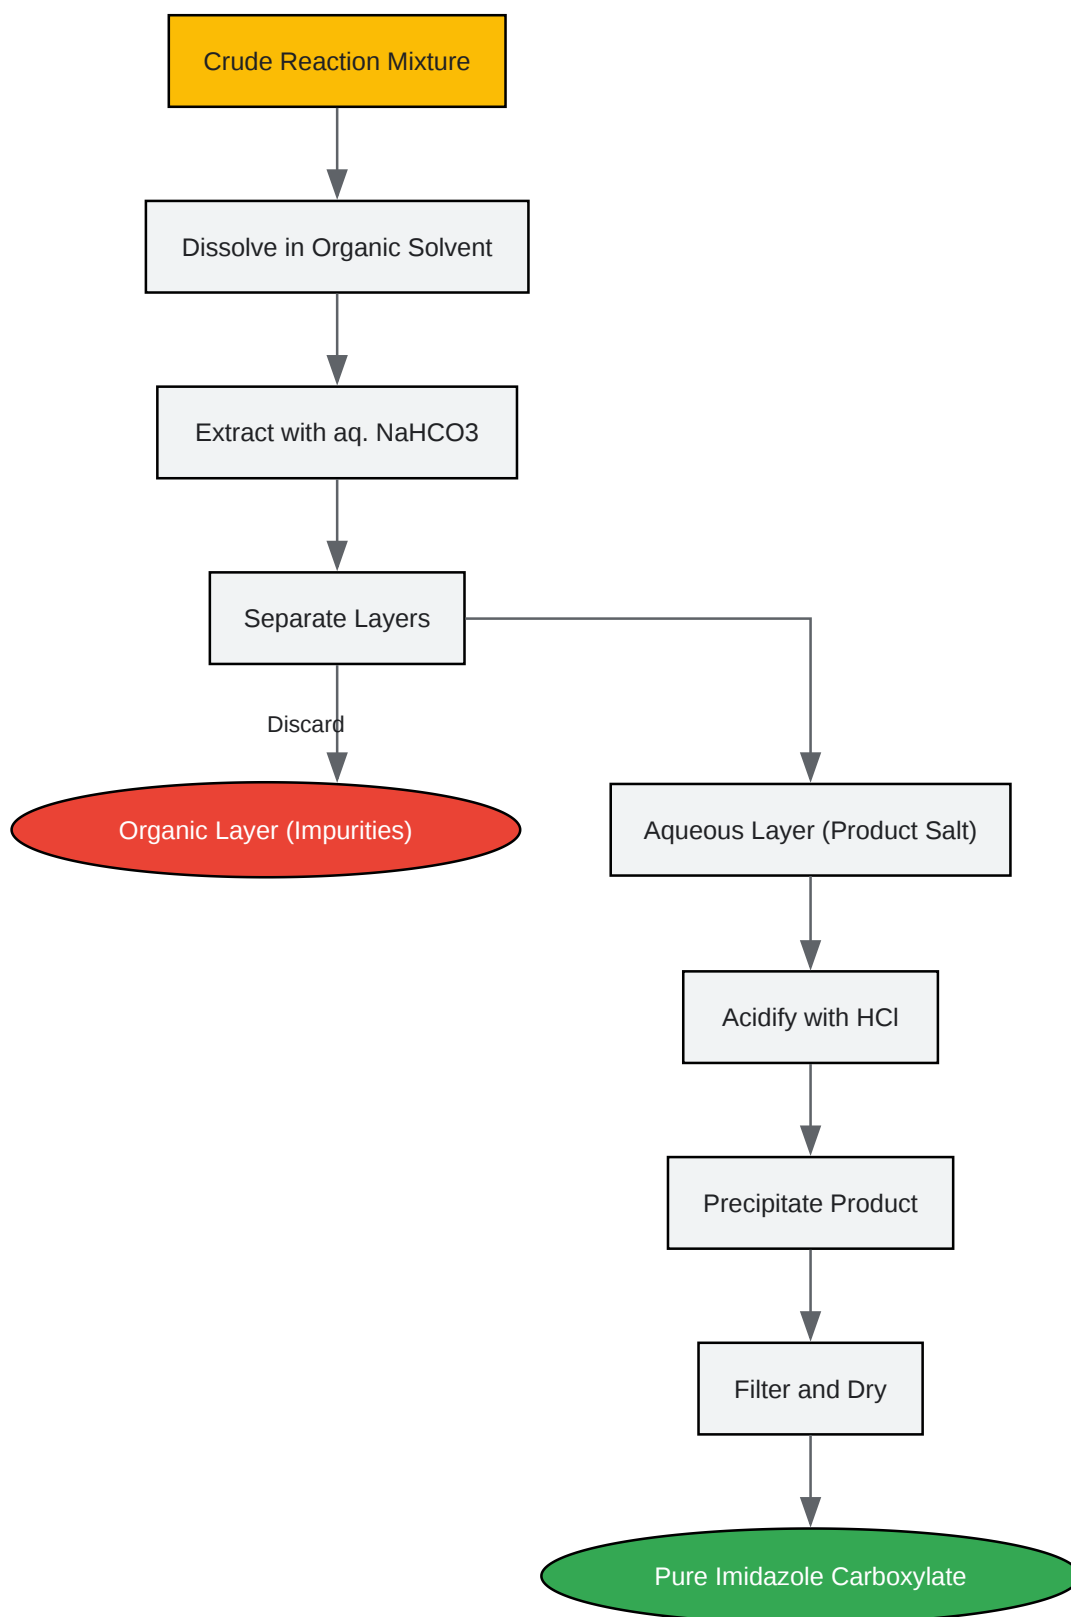 Crude Reaction Mixture
Dissolve in Organic Solvent
Extract with aq. NaHCO3
Separate Layers
Discard
Organic Layer (Impurities)
Aqueous Layer (Product Salt)
Acidify with HCl
Precipitate Product
Filter and Dry
Pure Imidazole Carboxylate